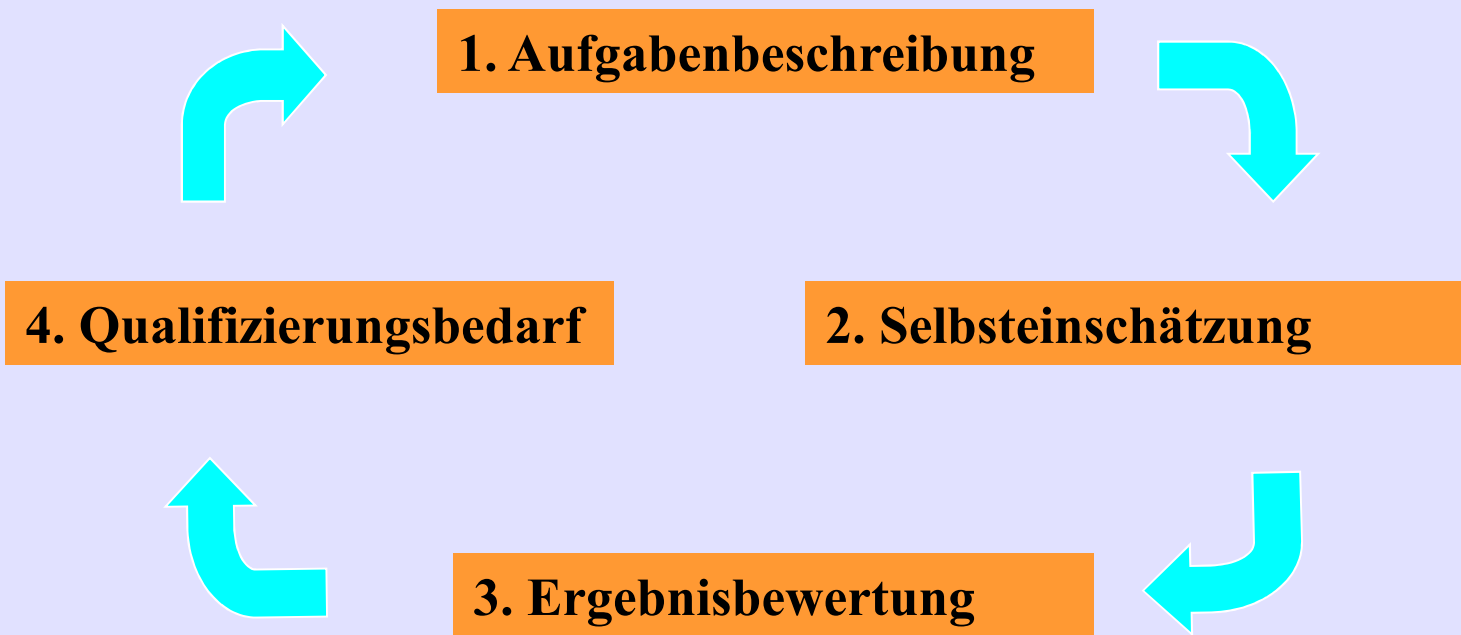 1. Aufgabenbeschreibung
2. Selbsteinschätzung
3. Ergebnisbewertung
4. Qualifizierungsbedarf